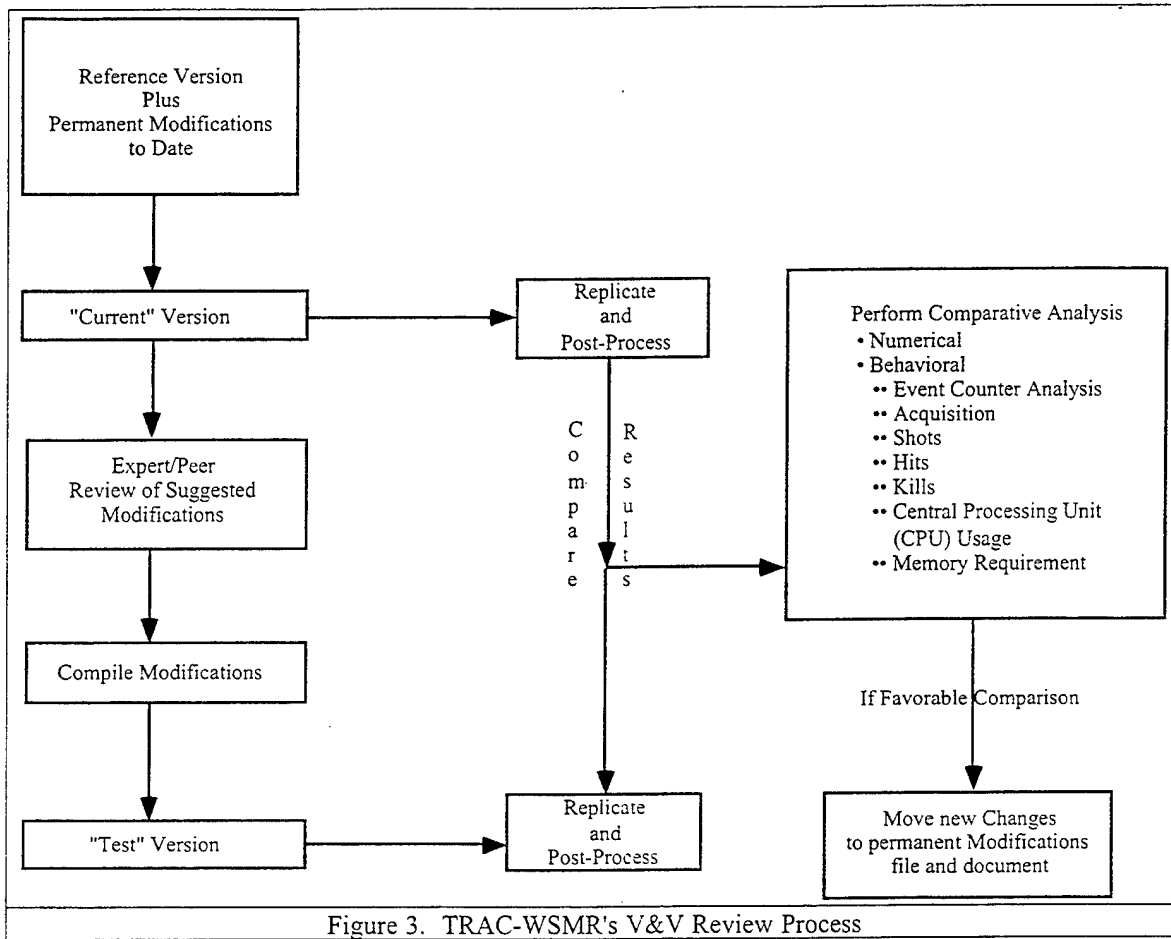 Reference Version
Plus
Permanent Modifications
to Date
"Current" Version
Replicate
and
Post-Process
Expert/Peer
Review of Suggested
Modifications
Compare
Results
Perform Comparative Analysis
• Numerical
• Behavioral
•• Event Counter Analysis
•• Acquisition
•• Shots
•• Hits
•• Kills
•• Central Processing Unit
(CPU) Usage
•• Memory Requirement
Compile Modifications
If Favorable Comparison
"Test" Version
Replicate
and
Post-Process
Move new Changes
to permanent Modifications
file and document
Figure 3. TRAC-WSMR's V&V Review Process